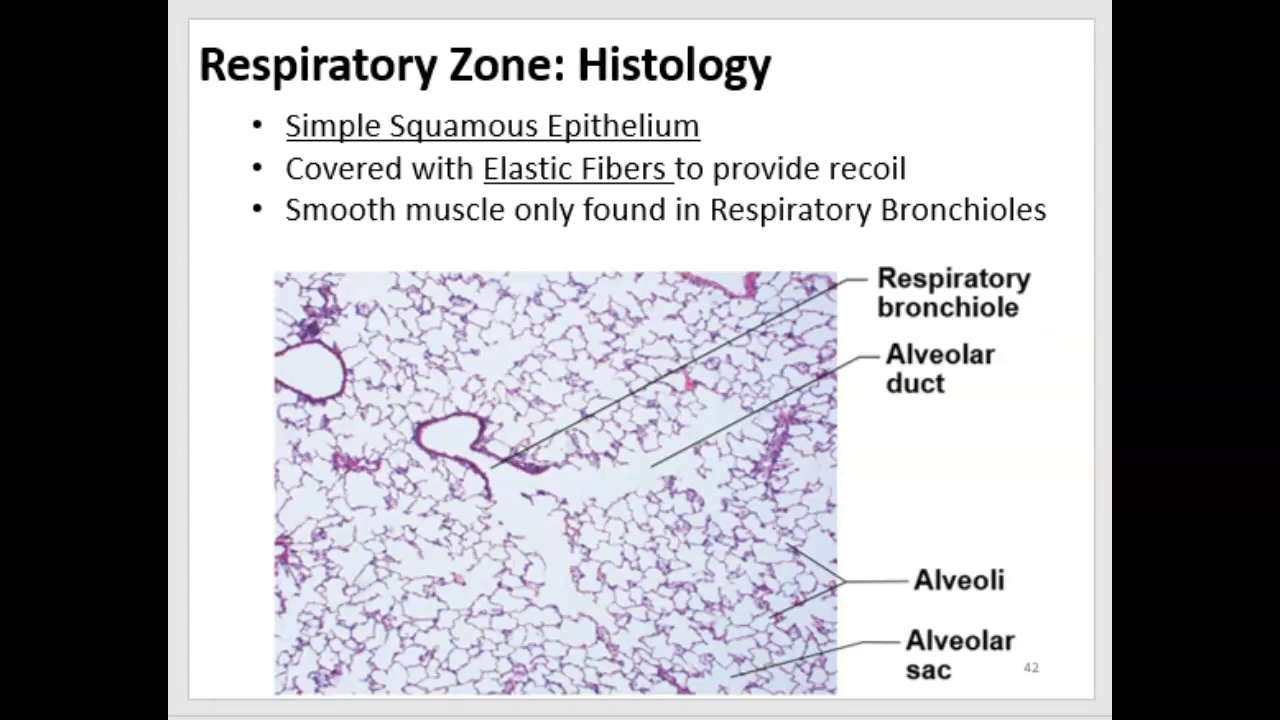 Respiratory Zone: Histology
• Simple Squamous Epithelium
• Covered with Elastic Fibers to provide recoil
• Smooth muscle only found in Respiratory Bronchioles
Respiratory
bronchiole
Alveolar
duct
Alveoli
Alveolar
sac
42